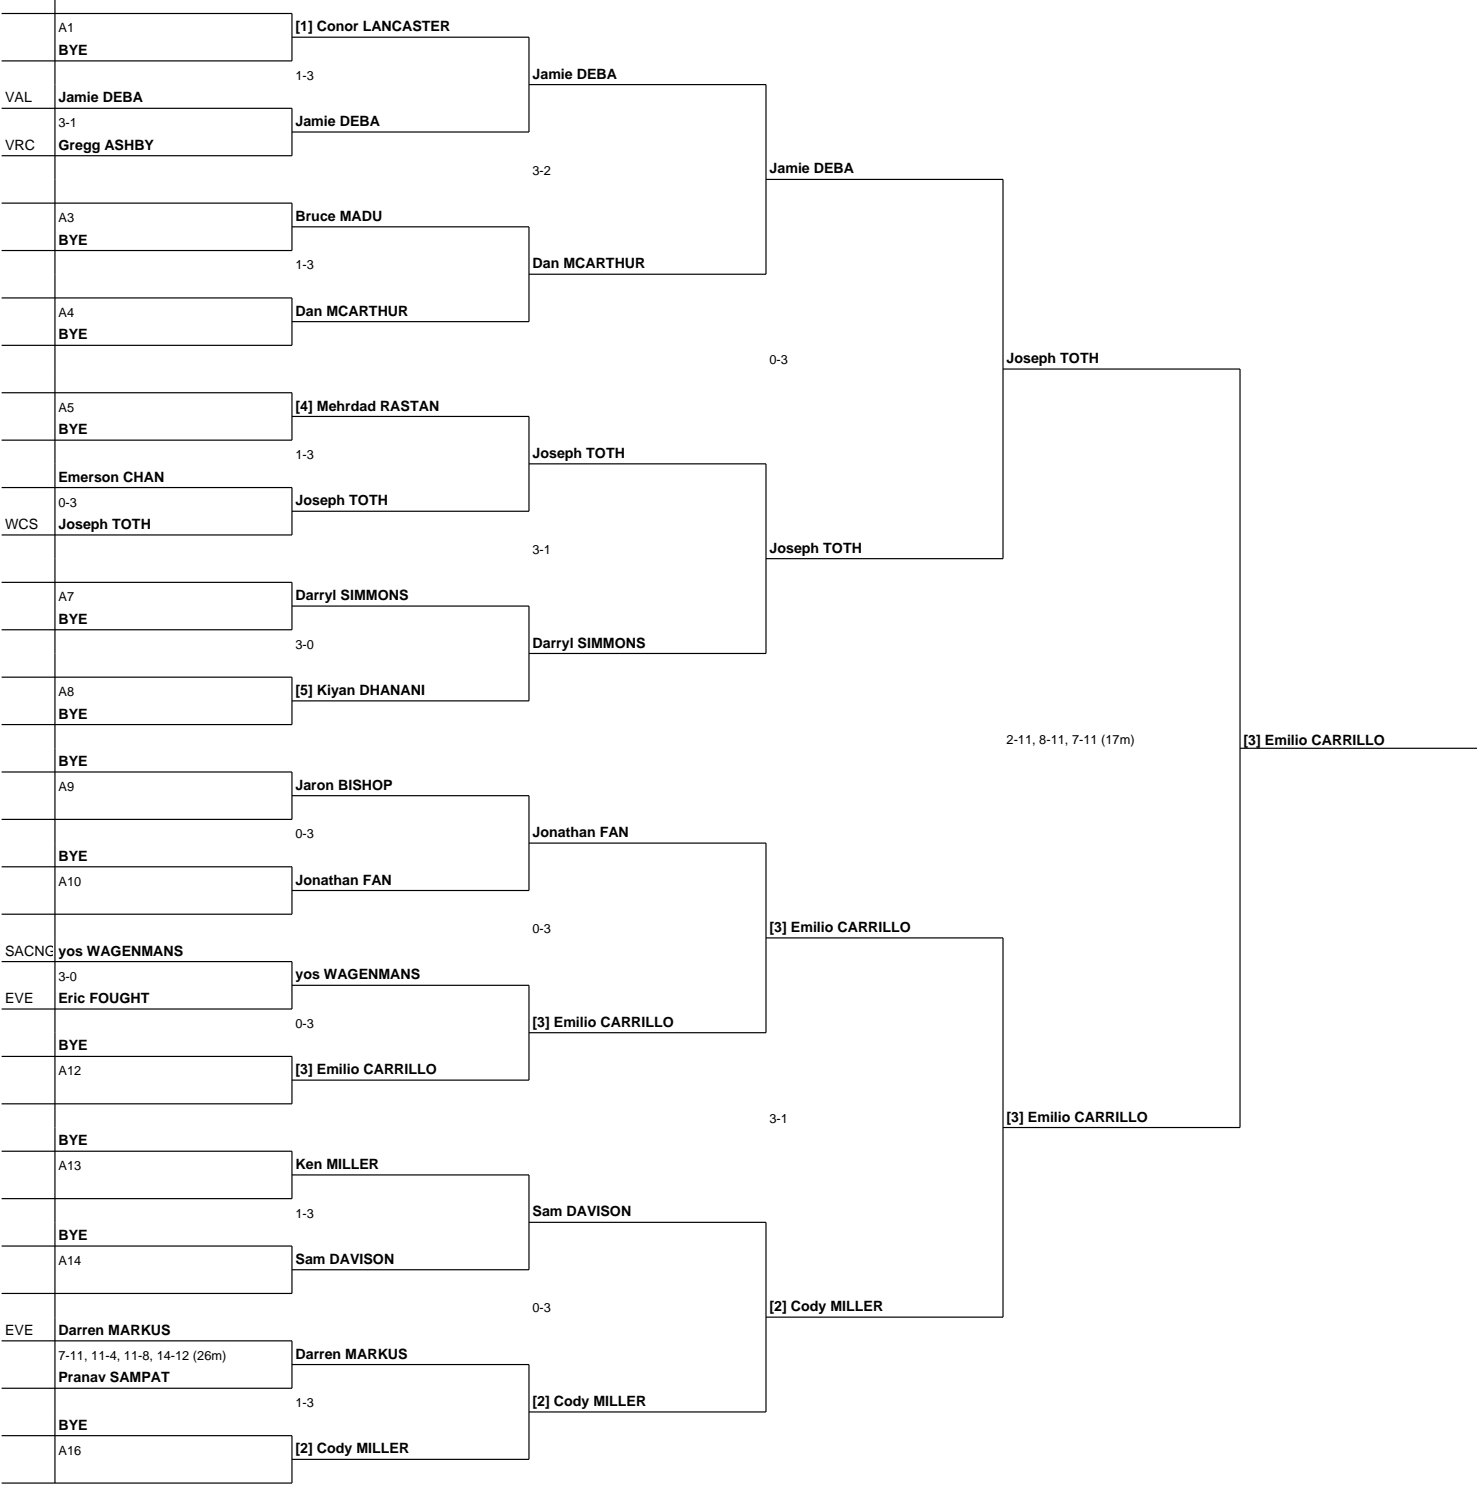 A1
[1] Conor LANCASTER
BYE
1-3
Jamie DEBA
VAL Jamie DEBA
3-1
Jamie DEBA
VRC Gregg ASHBY
3-2
Jamie DEBA
A3
Bruce MADU
BYE
1-3
Dan MCARTHUR
A4
Dan MCARTHUR
BYE
0-3
Joseph TOTH
A5
[4] Mehrdad RASTAN
BYE
1-3
Joseph TOTH
Emerson CHAN
0-3
Joseph TOTH
WCS Joseph TOTH
3-1
Joseph TOTH
A7
Darryl SIMMONS
BYE
3-0
Darryl SIMMONS
A8
[5] Kiyan DHANANI
BYE
2-11, 8-11, 7-11 (17m)
[3] Emilio CARRILLO
BYE
A9
Jaron BISHOP
0-3
Jonathan FAN
BYE
A10
Jonathan FAN
0-3
[3] Emilio CARRILLO
SACNG yos WAGENMANS
3-0
yos WAGENMANS
EVE Eric FOUGHT
0-3
[3] Emilio CARRILLO
BYE
A12
[3] Emilio CARRILLO
3-1
[3] Emilio CARRILLO
BYE
A13
Ken MILLER
1-3
Sam DAVISON
BYE
A14
Sam DAVISON
0-3
[2] Cody MILLER
EVE Darren MARKUS
7-11, 11-4, 11-8, 14-12 (26m)
Darren MARKUS
Pranav SAMPAT
1-3
[2] Cody MILLER
BYE
A16
[2] Cody MILLER